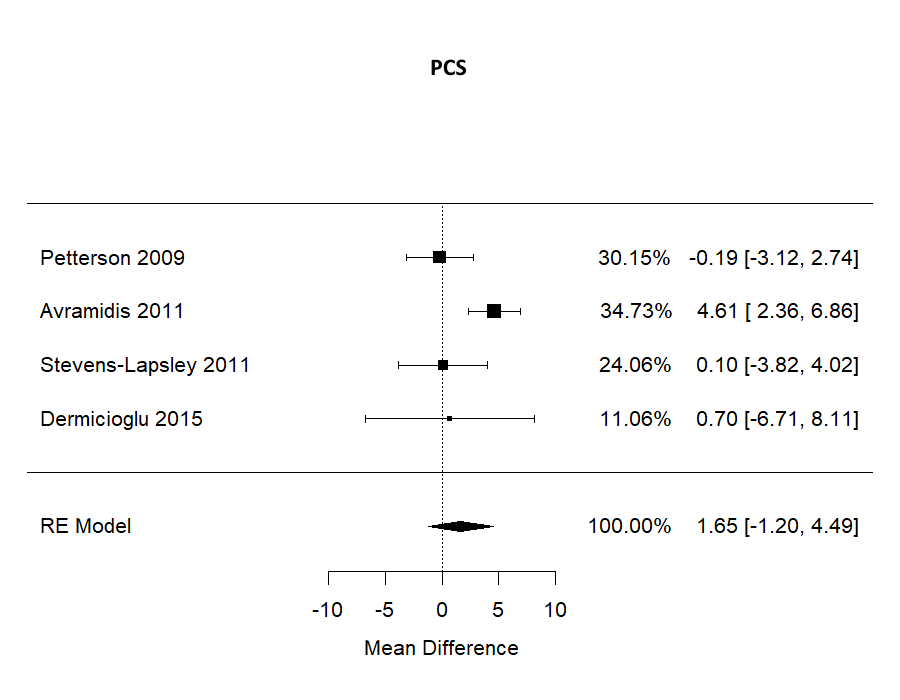 PCS
Petterson 2009 30.15% -0.19 [-3.12, 2.74]
Avramidis 2011 34.73% 4.61 [ 2.36, 6.86]
Stevens-Lapsley 2011 24.06% 0.10 [-3.82, 4.02]
Dermicioglu 2015 11.06% 0.70 [-6.71, 8.11]
RE Model 100.00% 1.65 [-1.20, 4.49]
-10 -5 0 5 10
Mean Difference